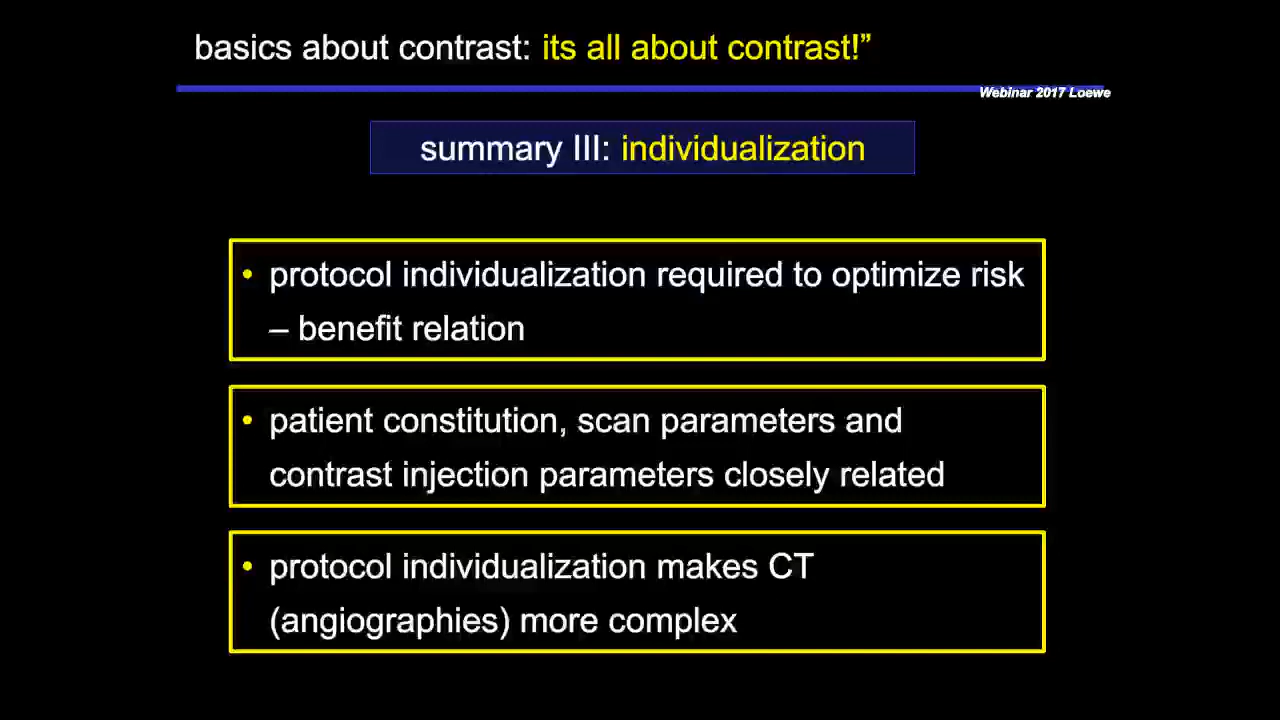 basics about contrast: its all about contrast!”
Webinar 2017 Loewe
summary III: individualization
• protocol individualization required to optimize risk
– benefit relation
• patient constitution, scan parameters and
contrast injection parameters closely related
• protocol individualization makes CT
(angiographies) more complex